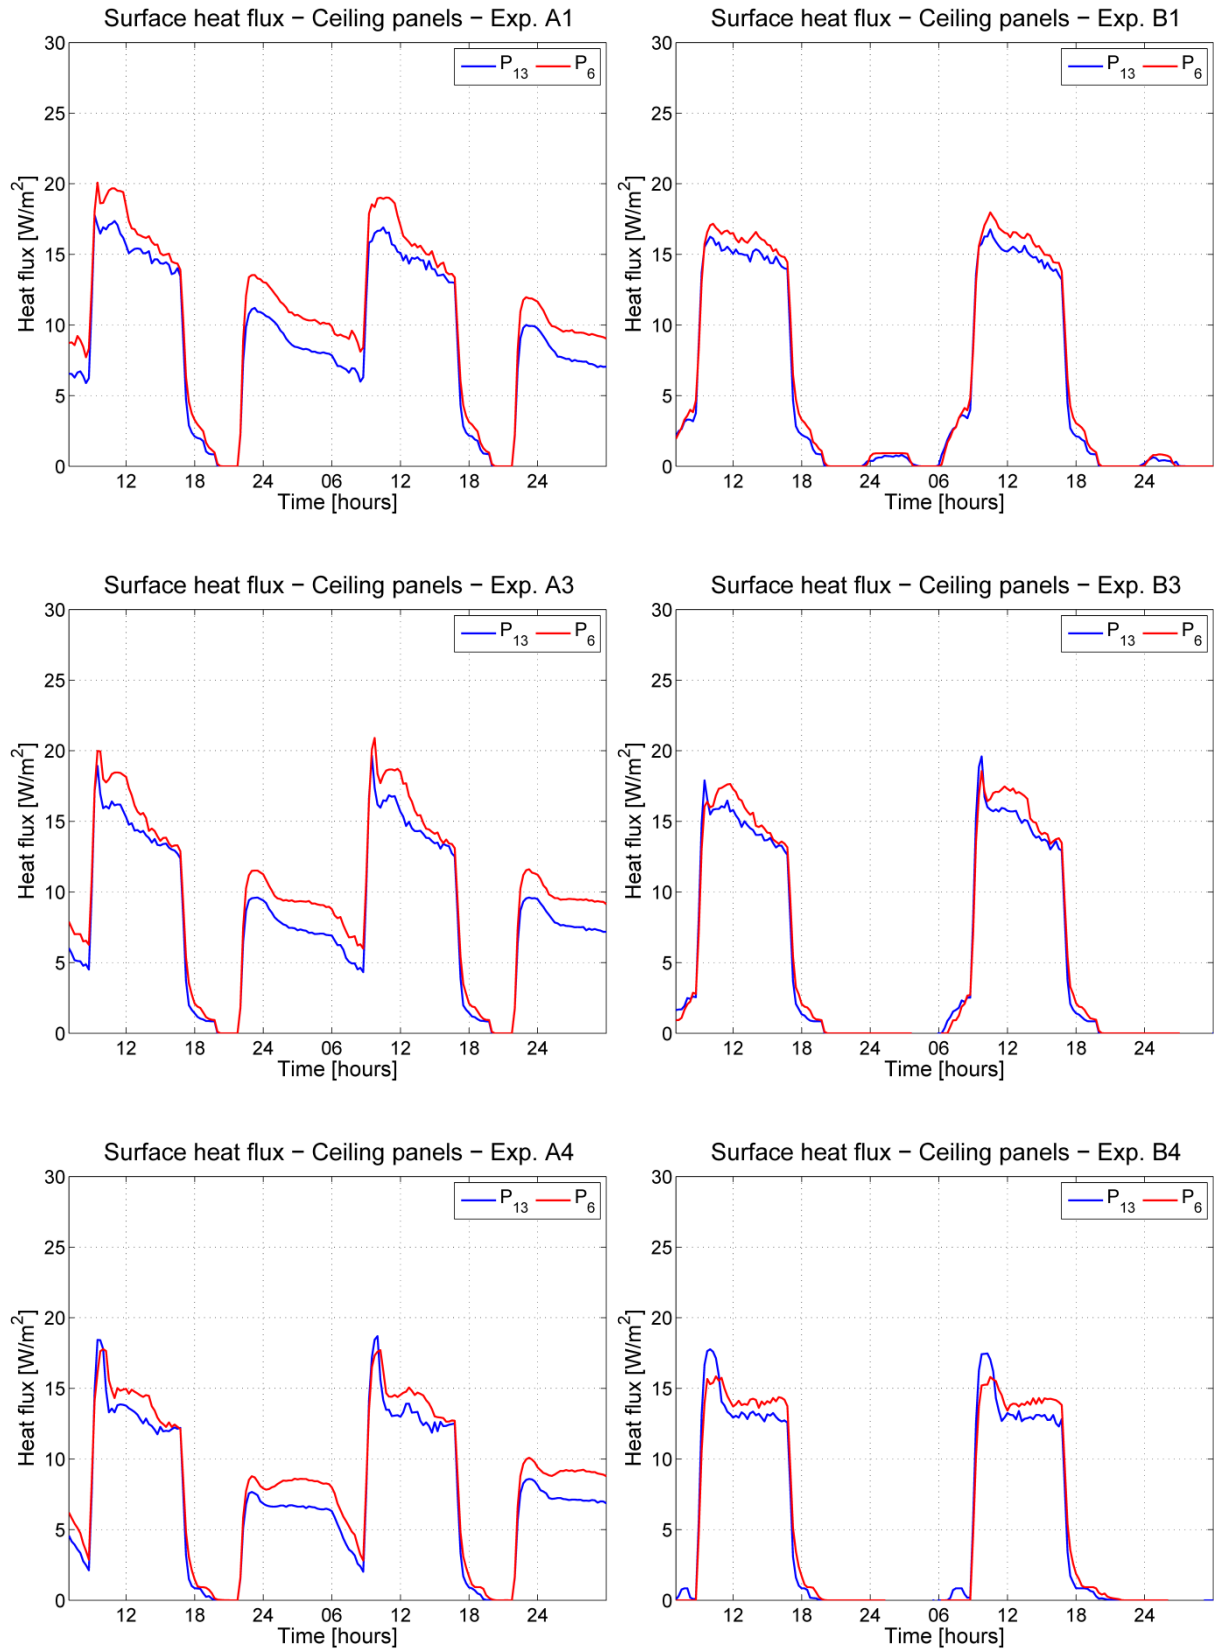 Surface heat flux − Ceiling panels − Exp. A1
30
25
20
15
10
5
0
Heat flux [W/m²]
P₁₃ P₆
12 18 24 06 12 18 24
Time [hours]
Surface heat flux − Ceiling panels − Exp. B1
30
25
20
15
10
5
0
Heat flux [W/m²]
P₁₃ P₆
12 18 24 06 12 18 24
Time [hours]
Surface heat flux − Ceiling panels − Exp. A3
30
25
20
15
10
5
0
Heat flux [W/m²]
P₁₃ P₆
12 18 24 06 12 18 24
Time [hours]
Surface heat flux − Ceiling panels − Exp. B3
30
25
20
15
10
5
0
Heat flux [W/m²]
P₁₃ P₆
12 18 24 06 12 18 24
Time [hours]
Surface heat flux − Ceiling panels − Exp. A4
30
25
20
15
10
5
0
Heat flux [W/m²]
P₁₃ P₆
12 18 24 06 12 18 24
Time [hours]
Surface heat flux − Ceiling panels − Exp. B4
30
25
20
15
10
5
0
Heat flux [W/m²]
P₁₃ P₆
12 18 24 06 12 18 24
Time [hours]